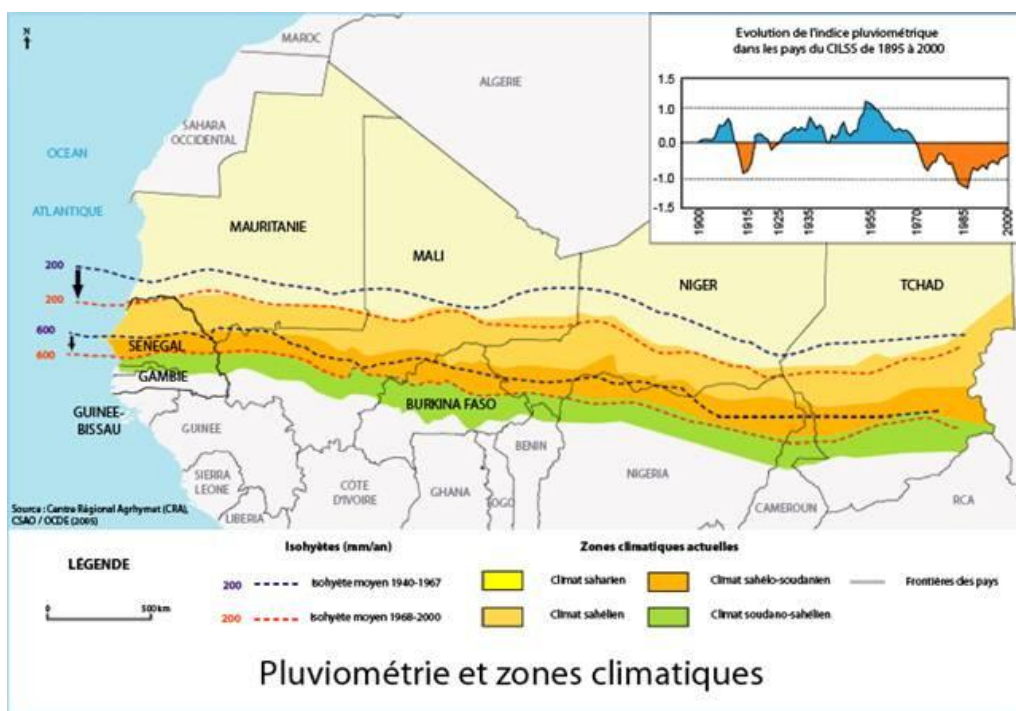 N
MAROC
ALGERIE
SAHARA
OCCIDENTAL
OCEAN
ATLANTIQUE
MAURITANIE
MALI
NIGER
TCHAD
Evolution de l'indice pluviométrique
dans les pays du CILSS de 1895 à 2000
1.5
1.0
0.0
-1.0
-1.5
1900
1915
1925
1935
1955
1970
1985
2000
200
200
600
600
SÉNÉGAL
GAMBIE
GUINEE-
BISSAU
GUINEE
SIERRA
LEONE
LIBERIA
CÔTE
D'IVOIRE
BURKINA FASO
GHANA
TOGO
BENIN
NIGERIA
CAMEROUN
RCA
Source : Centre Régional Agrhymet (CRA),
CSAO / OCDE (2005)
LÉGENDE
0 500 km
Isohyètes (mm/an)
200 Isohyète moyen 1940-1967
200 Isohyète moyen 1968-2000
Zones climatiques actuelles
Climat saharien
Climat sahélo-soudanien
Frontières des pays
Climat sahélien
Climat soudano-sahélien
Pluviométrie et zones climatiques